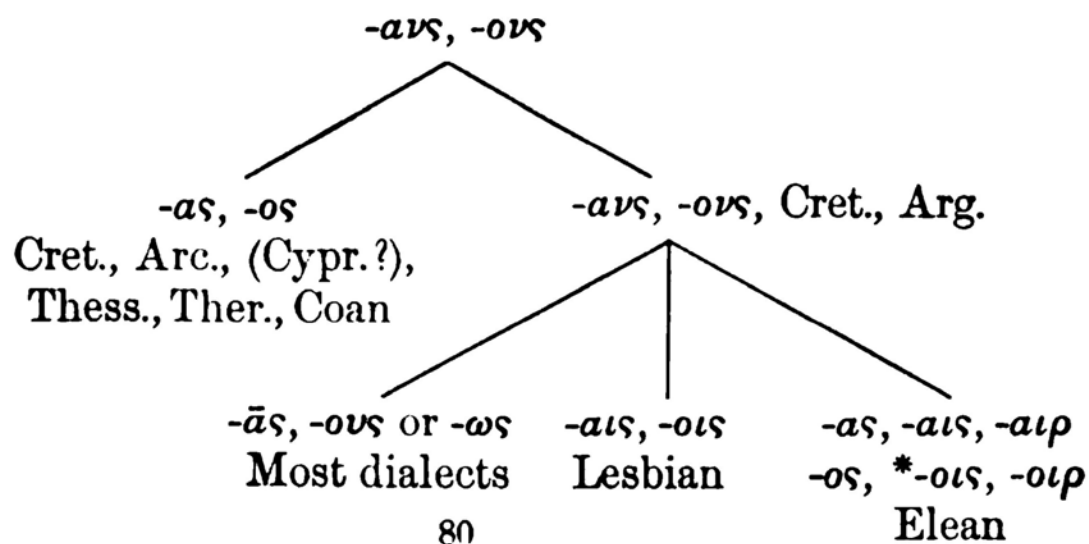 -ανς, -ονς
-ας, -ος
Cret., Arc., (Cypr.?),
Thess., Ther., Coan
-ανς, -ονς, Cret., Arg.
-ᾱς, -ους or -ως
Most dialects
-αις, -οις
Lesbian
-ας, -αις, -αιρ
-ος, *-οις, -οιρ
Elean
80